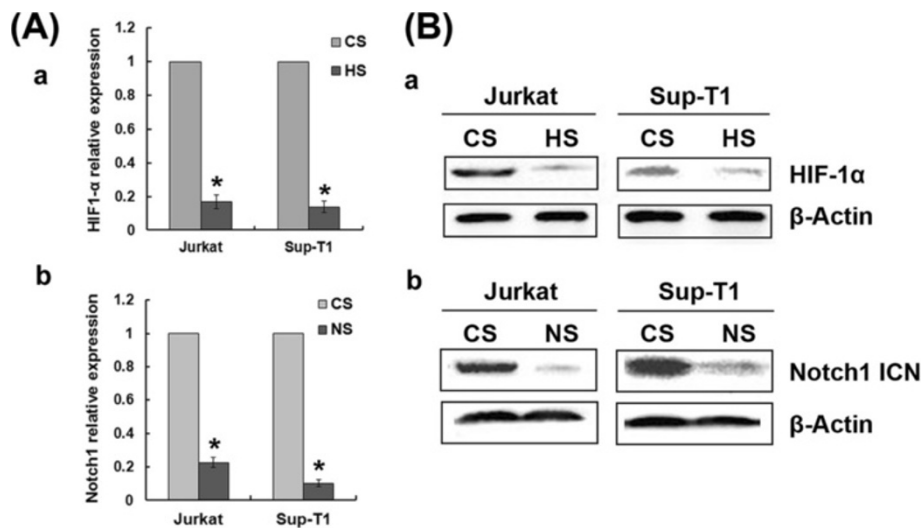 (A)
a
HIF1-α relative expression
1.2
1
0.8
0.6
0.4
0.2
0
CS
HS
*
*
Jurkat
Sup-T1
b
Notch1 relative expression
1.2
1
0.8
0.6
0.4
0.2
0
CS
NS
*
*
Jurkat
Sup-T1
(B)
a
Jurkat
Sup-T1
CS HS
CS HS
HIF-1α
β-Actin
b
Jurkat
Sup-T1
CS NS
CS NS
Notch1 ICN
β-Actin